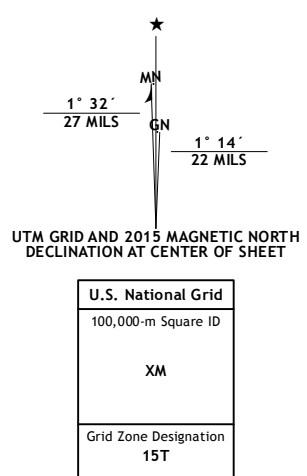 ★
MN
1° 32´
27 MILS
GN
1° 14´
22 MILS
UTM GRID AND 2015 MAGNETIC NORTH
DECLINATION AT CENTER OF SHEET
U.S. National Grid
100,000-m Square ID
XM
Grid Zone Designation
15T